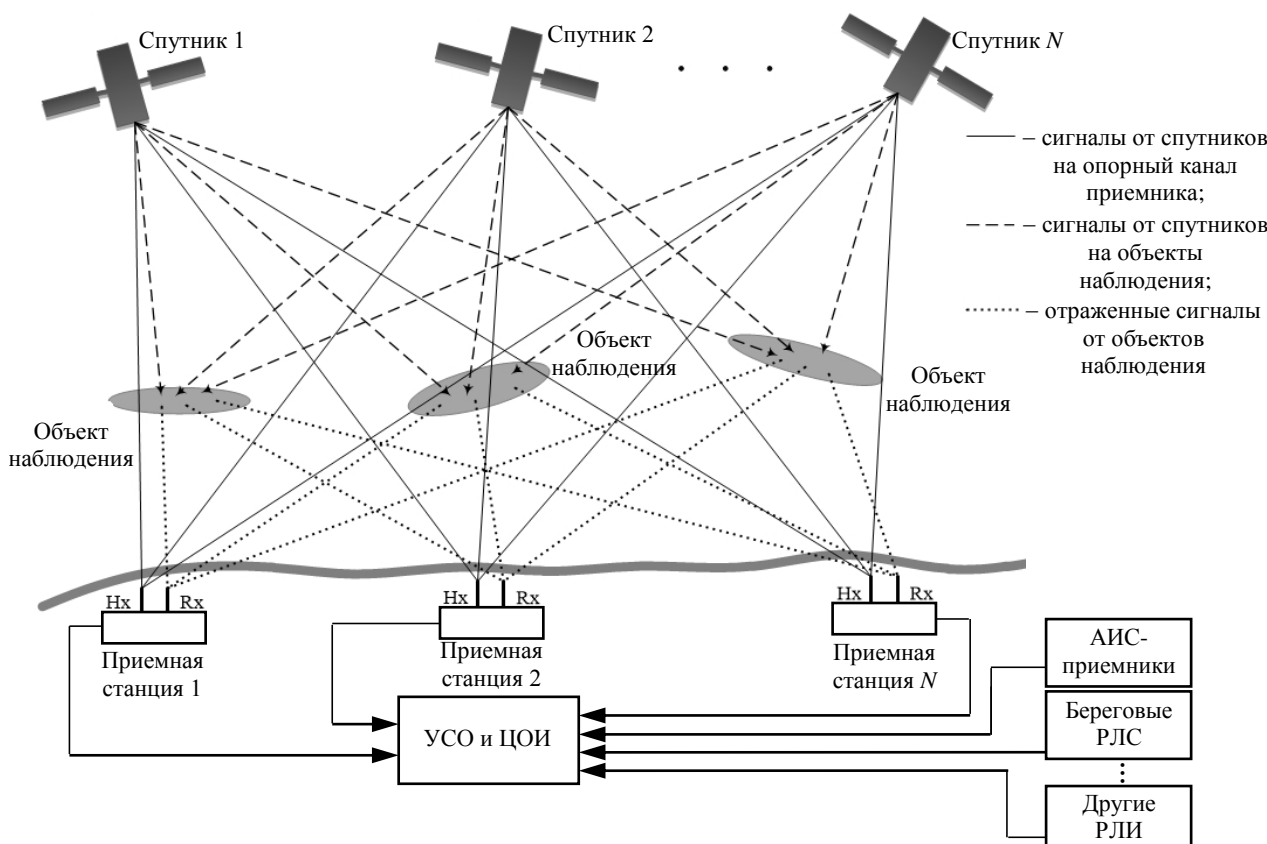 Спутник 1
Спутник 2
. . .
Спутник N
– сигналы от спутников
на опорный канал
приемника;
– сигналы от спутников
на объекты
наблюдения;
– отраженные сигналы
от объектов
наблюдения
Объект
наблюдения
Объект
наблюдения
Объект
наблюдения
Hx Rx
Приемная
станция 1
Hx Rx
Приемная
станция 2
Hx Rx
Приемная
станция N
УСО и ЦОИ
АИС-
приемники
Береговые
РЛС
Другие
РЛИ